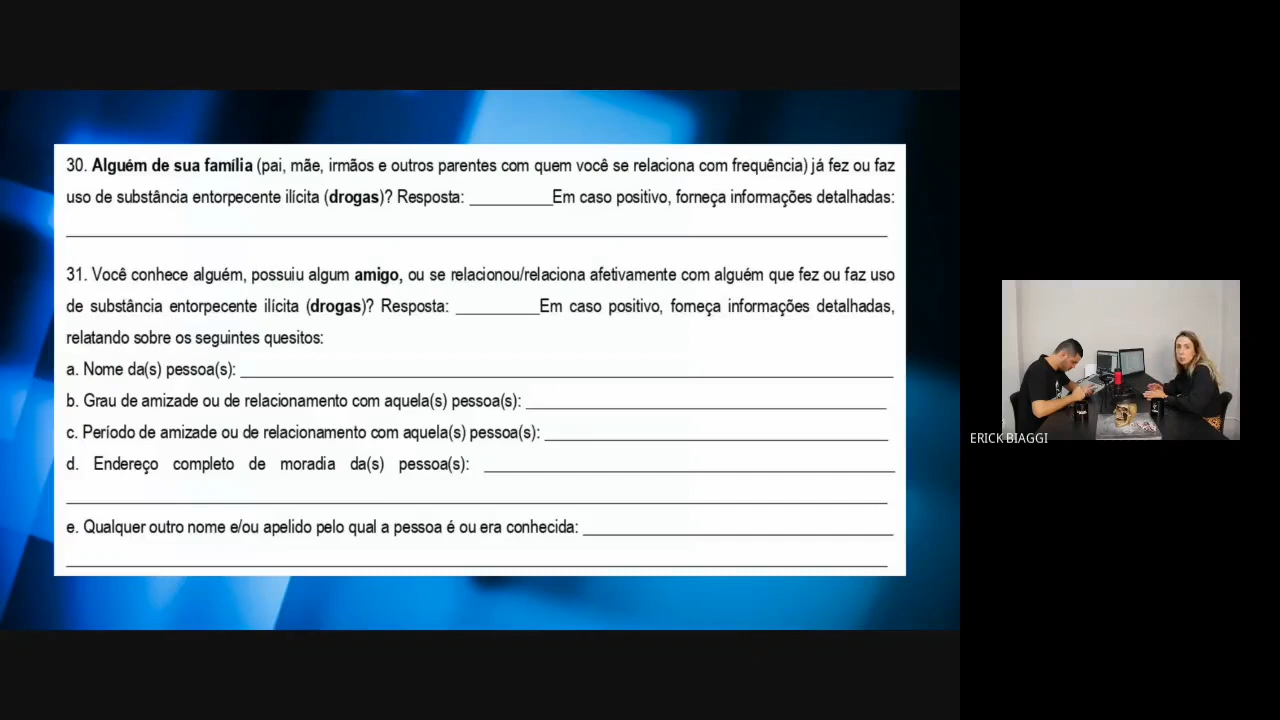 30. Alguém de sua família (pai, mãe, irmãos e outros parentes com quem você se relaciona com frequência) já fez ou faz
uso de substância entorpecente ilícita (drogas)? Resposta: __________Em caso positivo, forneça informações detalhadas:
31. Você conhece alguém, possuiu algum amigo, ou se relacionou/relaciona afetivamente com alguém que fez ou faz uso
de substância entorpecente ilícita (drogas)? Resposta: __________Em caso positivo, forneça informações detalhadas,
relatando sobre os seguintes quesitos:
a. Nome da(s) pessoa(s):
b. Grau de amizade ou de relacionamento com aquela(s) pessoa(s):
c. Período de amizade ou de relacionamento com aquela(s) pessoa(s):
d. Endereço completo de moradia da(s) pessoa(s):
e. Qualquer outro nome e/ou apelido pelo qual a pessoa é ou era conhecida:
ERICK BIAGGI